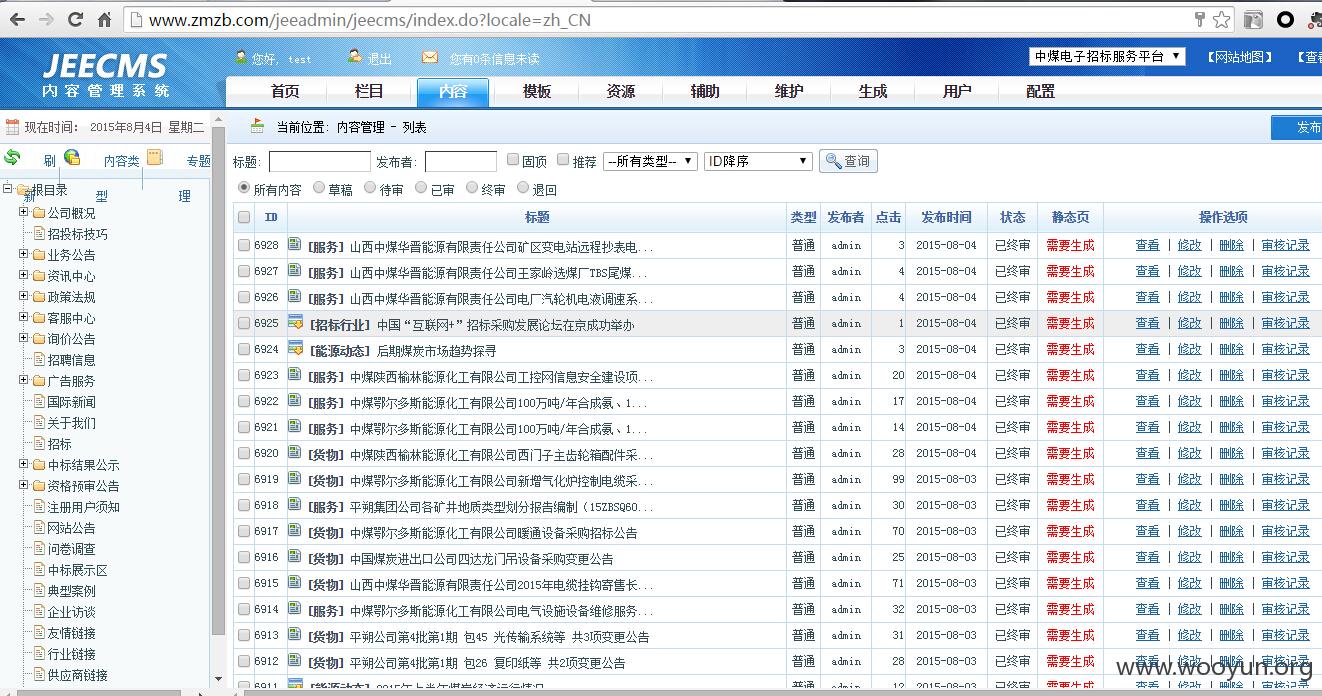 www.zmzb.com/jeeadmin/jeecms/index.do?locale=zh_CN
JEECMS
内容管理系统
您好, test 退出 您有0条信息未读
中煤电子招标服务平台 【网站地图】 【查看
首页 栏目 内容 模板 资源 辅助 维护 生成 用户 配置
现在时间： 2015年8月4日 星期二
当前位置：内容管理 - 列表
发布
刷新 内容类型 专题 理
标题: 发布者: 固顶 推荐 --所有类型-- ID降序 查询
所有内容 草稿 待审 已审 终审 退回
根目录
公司概况
招投标技巧
业务公告
资讯中心
政策法规
客服中心
询价公告
招聘信息
广告服务
国际新闻
关于我们
招标
中标结果公示
资格预审公告
注册用户须知
网站公告
问卷调查
中标展示区
典型案例
企业访谈
友情链接
行业链接
供应商链接
ID 标题 类型 发布者 点击 发布时间 状态 静态页 操作选项
6928 [服务] 山西中煤华晋能源有限责任公司矿区变电站远程抄表电... 普通 admin 3 2015-08-04 已终审 需要生成 查看 | 修改 | 删除 | 审核记录
6927 [服务] 山西中煤华晋能源有限责任公司王家岭选煤厂TBS尾煤... 普通 admin 4 2015-08-04 已终审 需要生成 查看 | 修改 | 删除 | 审核记录
6926 [服务] 山西中煤华晋能源有限责任公司电厂汽轮机电液调速系... 普通 admin 4 2015-08-04 已终审 需要生成 查看 | 修改 | 删除 | 审核记录
6925 [招标行业] 中国“互联网+”招标采购发展论坛在京成功举办 普通 admin 1 2015-08-04 已终审 需要生成 查看 | 修改 | 删除 | 审核记录
6924 [能源动态] 后期煤炭市场趋势探寻 普通 admin 3 2015-08-04 已终审 需要生成 查看 | 修改 | 删除 | 审核记录
6923 [服务] 中煤陕西榆林能源化工有限公司工控网信息安全建设项... 普通 admin 20 2015-08-04 已终审 需要生成 查看 | 修改 | 删除 | 审核记录
6922 [服务] 中煤鄂尔多斯能源化工有限公司100万吨/年合成氨、1... 普通 admin 17 2015-08-04 已终审 需要生成 查看 | 修改 | 删除 | 审核记录
6921 [服务] 中煤鄂尔多斯能源化工有限公司100万吨/年合成氨、1... 普通 admin 14 2015-08-04 已终审 需要生成 查看 | 修改 | 删除 | 审核记录
6920 [货物] 中煤陕西榆林能源化工有限公司西门子主齿轮箱配件采... 普通 admin 28 2015-08-04 已终审 需要生成 查看 | 修改 | 删除 | 审核记录
6919 [货物] 中煤鄂尔多斯能源化工有限公司新增气化炉控制电缆采... 普通 admin 99 2015-08-03 已终审 需要生成 查看 | 修改 | 删除 | 审核记录
6918 [服务] 平朔集团公司各矿井地质类型划分报告编制（15ZBSQ60... 普通 admin 30 2015-08-03 已终审 需要生成 查看 | 修改 | 删除 | 审核记录
6917 [货物] 中煤鄂尔多斯能源化工有限公司暖通设备采购招标公告 普通 admin 70 2015-08-03 已终审 需要生成 查看 | 修改 | 删除 | 审核记录
6916 [货物] 中国煤炭进出口公司四达龙门吊设备采购变更公告 普通 admin 25 2015-08-03 已终审 需要生成 查看 | 修改 | 删除 | 审核记录
6915 [货物] 山西中煤华晋能源有限责任公司2015年电缆挂钩寄售长... 普通 admin 71 2015-08-03 已终审 需要生成 查看 | 修改 | 删除 | 审核记录
6914 [服务] 中煤鄂尔多斯能源化工有限公司电气设施设备维修服务... 普通 admin 32 2015-08-03 已终审 需要生成 查看 | 修改 | 删除 | 审核记录
6913 [货物] 平朔公司第4批第1期 包45 光传输系统等 共3项变更公告 普通 admin 31 2015-08-03 已终审 需要生成 查看 | 修改 | 删除 | 审核记录
6912 [货物] 平朔公司第4批第1期 包26 复印纸等 共2项变更公告 普通 admin 28 2015-08-03 已终审 需要生成 查看 | 修改 | 删除 | 审核记录
6911 [能源动态] 2015年上半年煤炭经济运行情况 普通 admin 12 2015-08-03 已终审 需要生成 查看 | 修改 | 删除 | 审核记录
www.wooyun.org